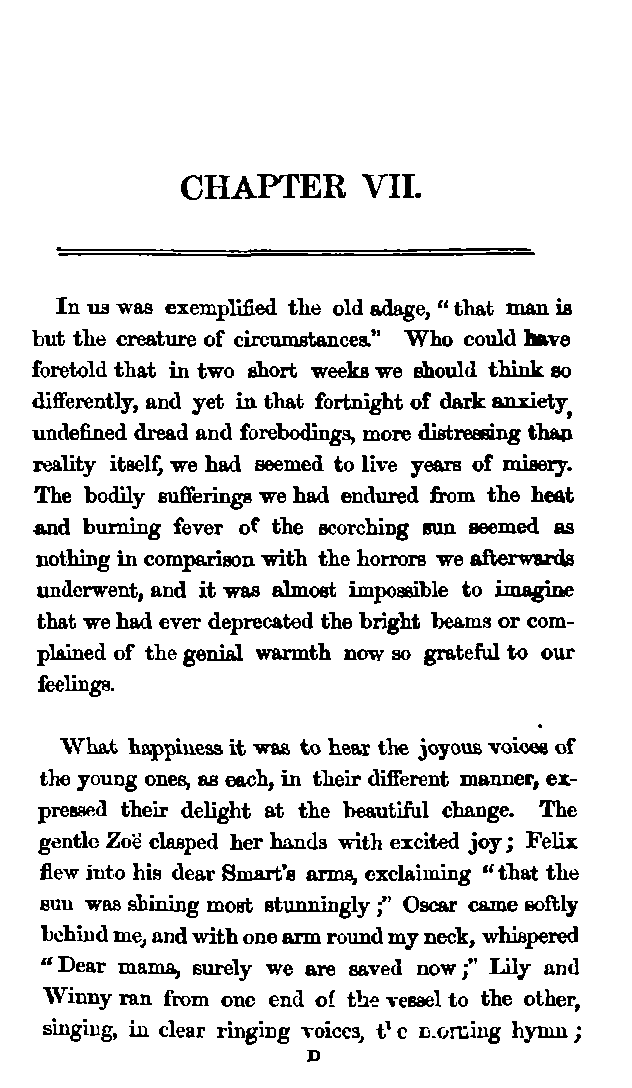 CHAPTER VII.
In us was exemplified the old adage, “ that man is
but the creature of circumstances.” Who could have
foretold that in two short weeks we should think so
differently, and yet in that fortnight of dark anxiety,
undefined dread and forebodings, more distressing than
reality itself, we had seemed to live years of misery.
The bodily sufferings we had endured from the heat
and burning fever of the scorching sun seemed as
nothing in comparison with the horrors we afterwards
underwent, and it was almost impossible to imagine
that we had ever deprecated the bright beams or com-
plained of the genial warmth now so grateful to our
feelings.
What happiness it was to hear the joyous voices of
the young ones, as each, in their different manner, ex-
pressed their delight at the beautiful change. The
gentle Zoë clasped her hands with excited joy ; Felix
flew into his dear Smart's arms, exclaiming “ that the
sun was shining most stunningly ;” Oscar came softly
behind me, and with one arm round my neck, whispered
“ Dear mama, surely we are saved now ;” Lily and
Winny ran from one end of the vessel to the other,
singing, in clear ringing voices, the morning hymn ;
D